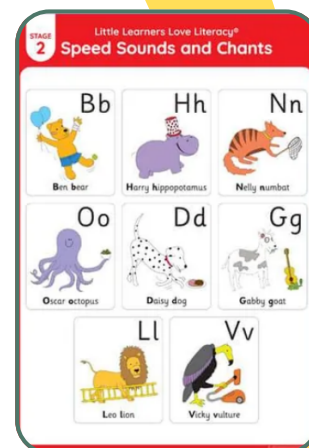 STAGE
2
Little Learners Love Literacy®
Speed Sounds and Chants
Bb
Ben bear
Hh
Harry hippopotamus
Nn
Nelly numbat
Oo
Oscar octopus
Dd
Daisy dog
Gg
Gabby goat
Ll
Leo lion
Vv
Vicky vulture